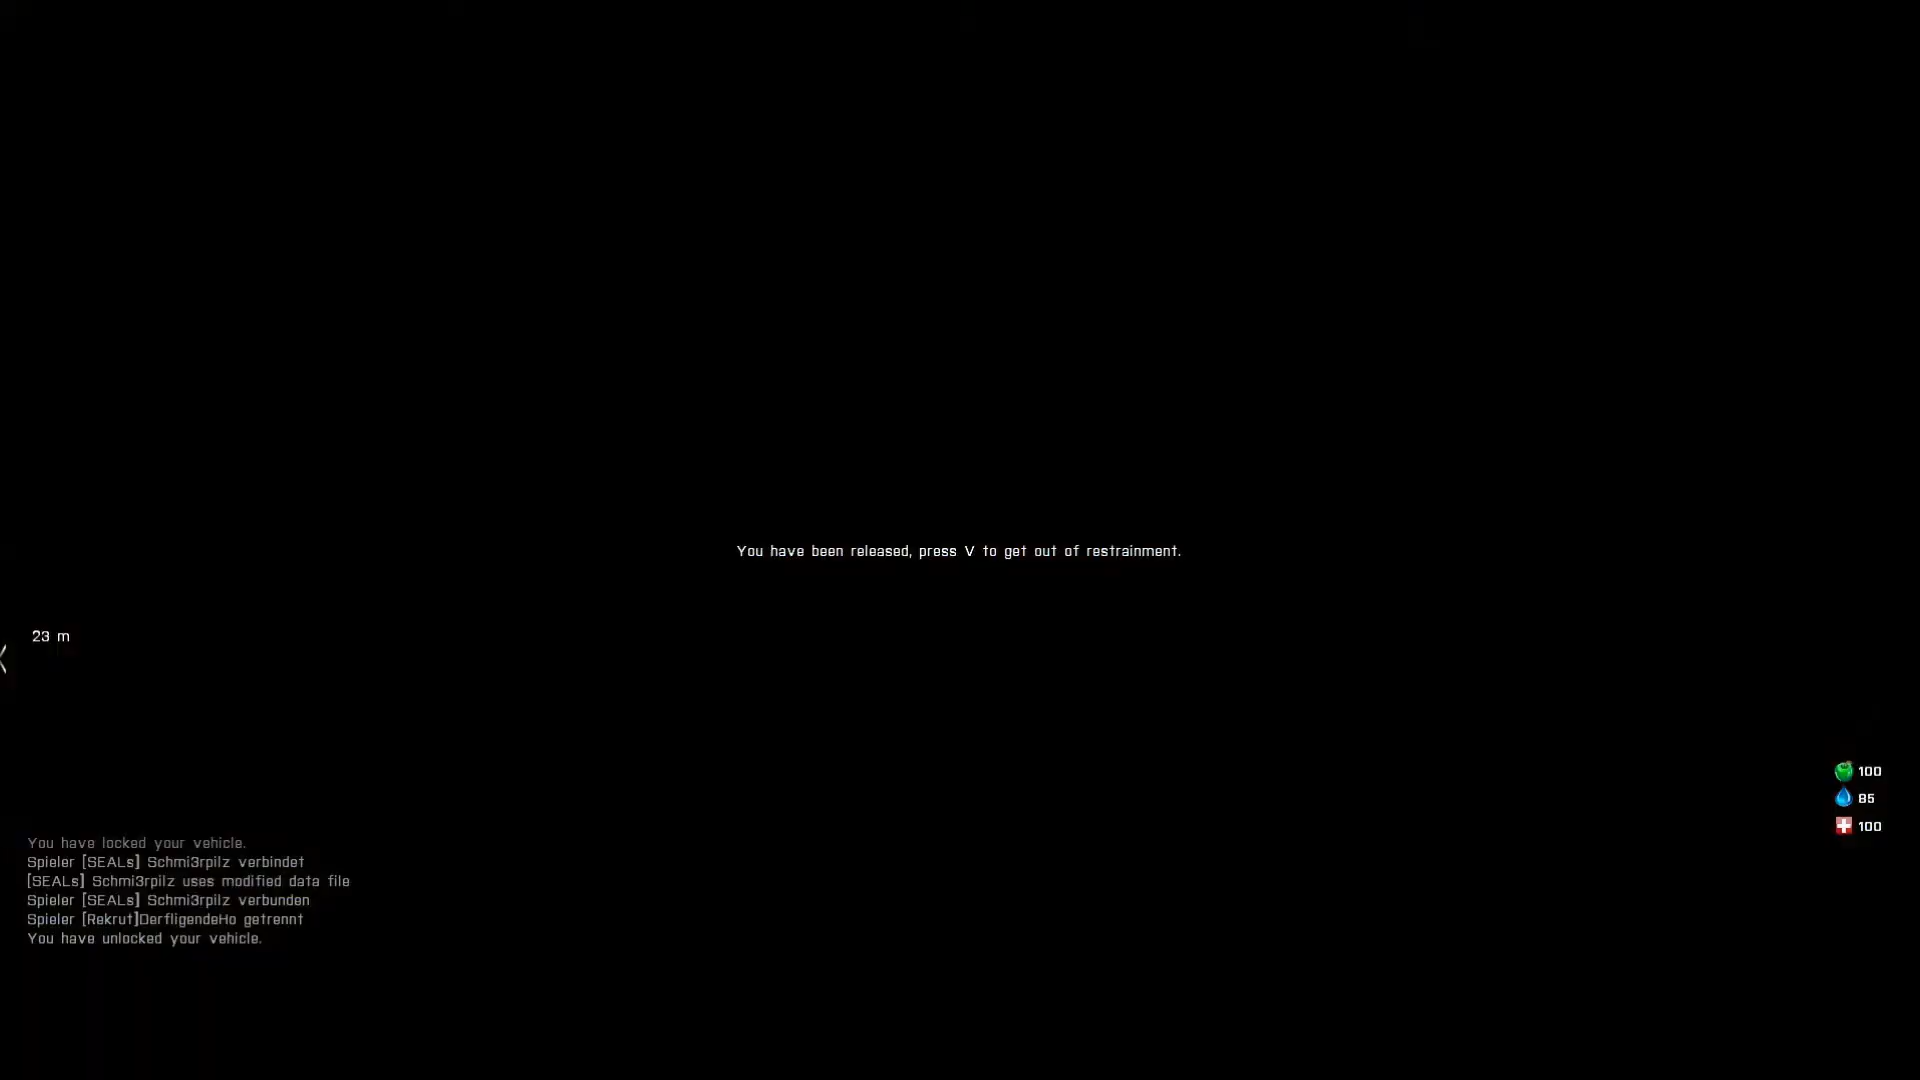 You have been released, press V to get out of restrainment.
23 m
100
85
100
You have locked your vehicle.
Spieler [SEALs] Schmi3rpilz verbindet
[SEALs] Schmi3rpilz uses modified data file
Spieler [SEALs] Schmi3rpilz verbunden
Spieler [Rekrut]DerfligendeHo getrennt
You have unlocked your vehicle.